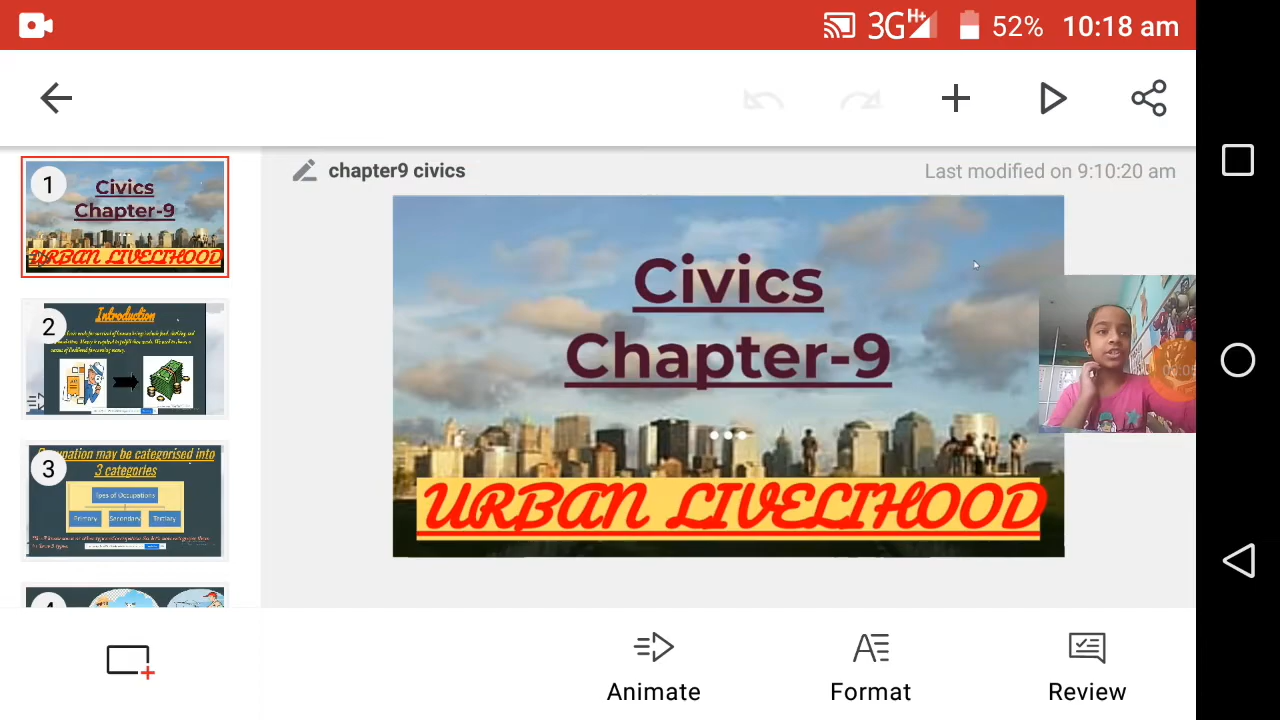 3G H+ 52% 10:18 am
chapter9 civics
Last modified on 9:10:20 am
1
Civics
Chapter-9
URBAN LIVELIHOOD
2
Introduction
3
Occupation may be categorised into
3 categories
Types of Occupations
Primary Secondary Tertiary
Civics
Chapter-9
URBAN LIVELIHOOD
Animate
Format
Review